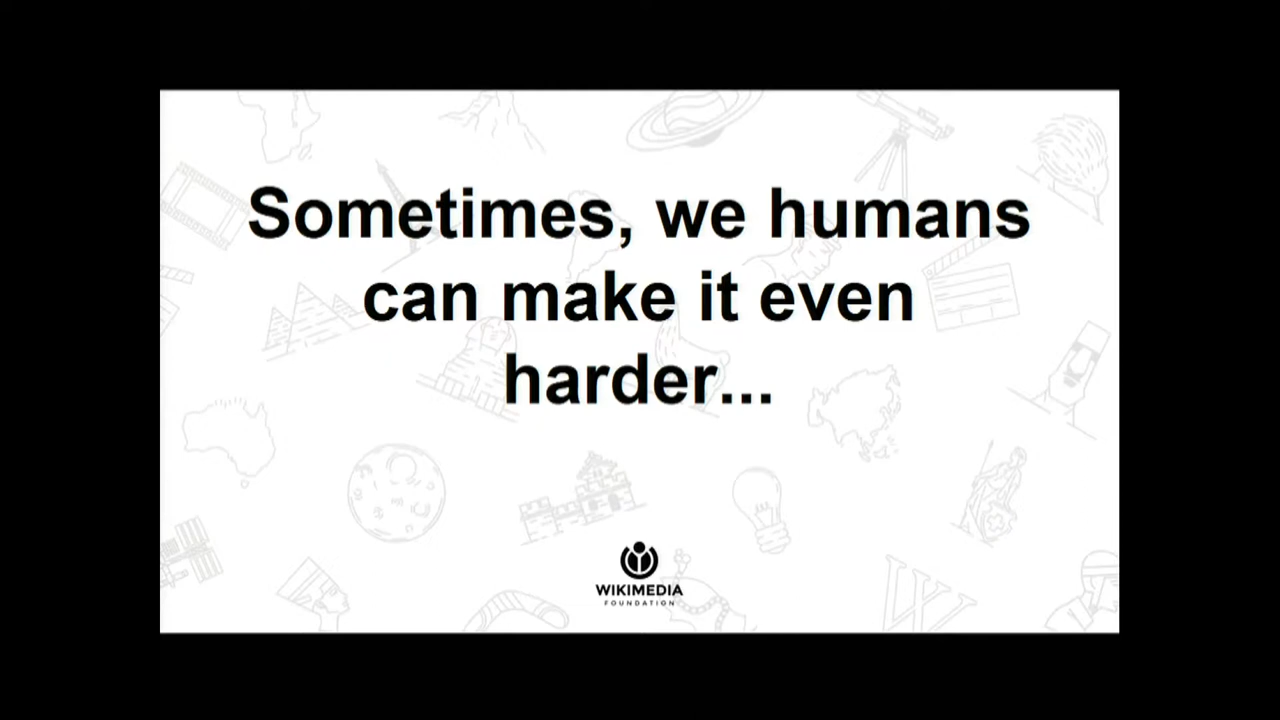 Sometimes, we humans
can make it even
harder...
WIKIMEDIA
FOUNDATION